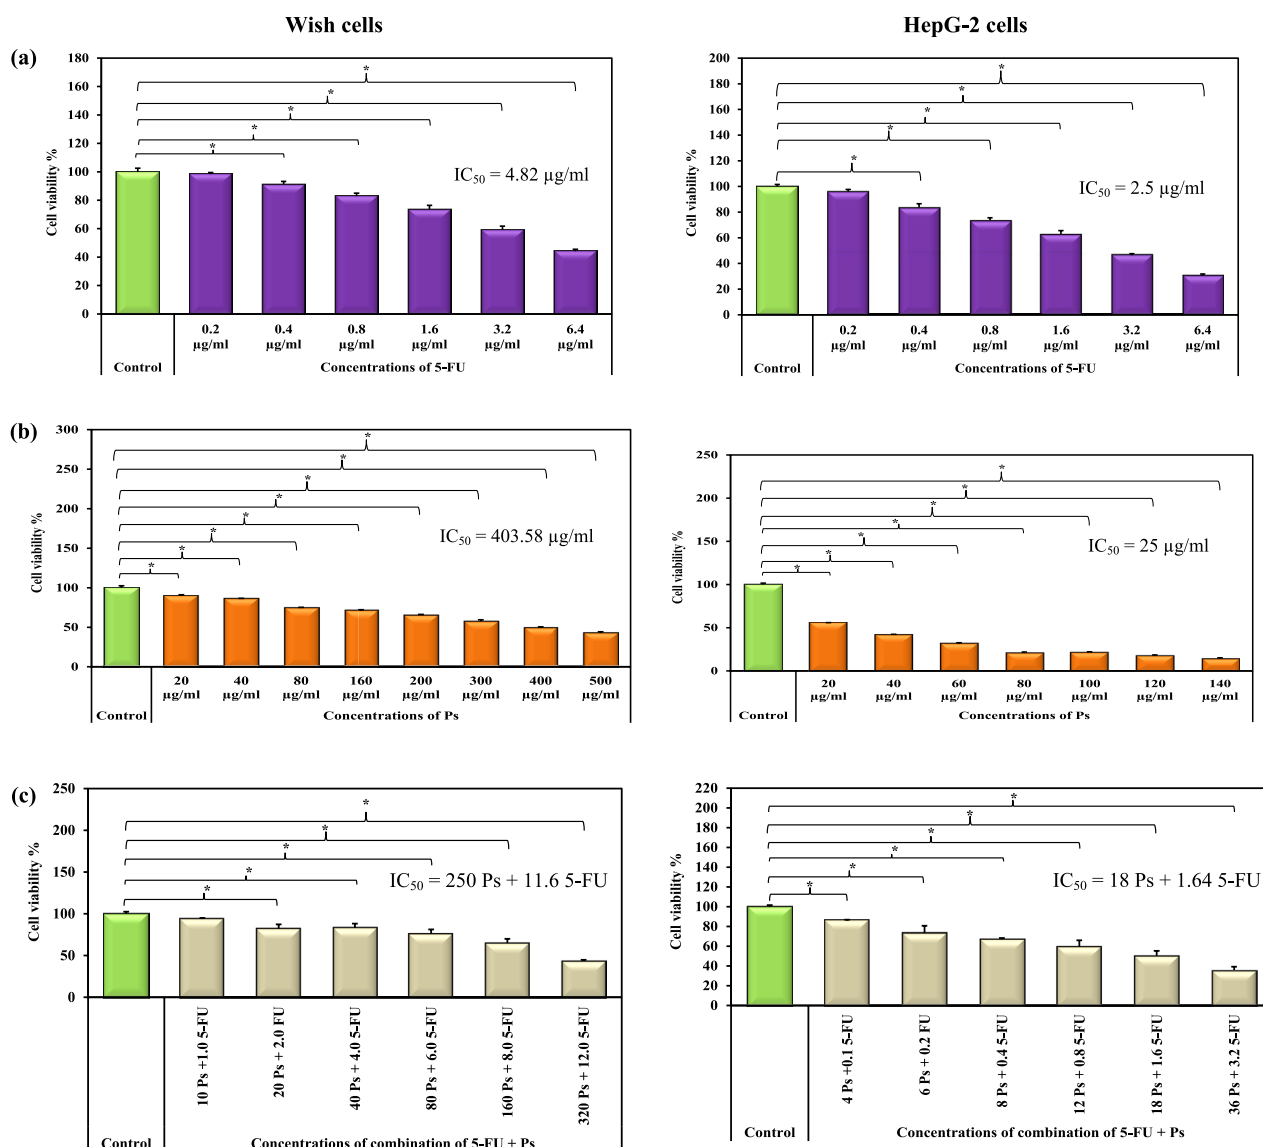 Wish cells
HepG-2 cells
(a)
Cell viability %
180
160
140
120
100
80
60
40
20
0
*
*
*
*
*
IC50 = 4.82 µg/ml
0.2 µg/ml
0.4 µg/ml
0.8 µg/ml
1.6 µg/ml
3.2 µg/ml
6.4 µg/ml
Control
Concentrations of 5-FU
Cell viability %
200
180
160
140
120
100
80
60
40
20
0
*
*
*
*
*
IC50 = 2.5 µg/ml
0.2 µg/ml
0.4 µg/ml
0.8 µg/ml
1.6 µg/ml
3.2 µg/ml
6.4 µg/ml
Control
Concentrations of 5-FU
(b)
Cell viability %
300
250
200
150
100
50
0
*
*
*
*
*
*
*
*
IC50 = 403.58 µg/ml
20 µg/ml
40 µg/ml
80 µg/ml
160 µg/ml
200 µg/ml
300 µg/ml
400 µg/ml
500 µg/ml
Control
Concentrations of Ps
Cell viability %
250
200
150
100
50
0
*
*
*
*
*
*
*
IC50 = 25 µg/ml
20 µg/ml
40 µg/ml
60 µg/ml
80 µg/ml
100 µg/ml
120 µg/ml
140 µg/ml
Control
Concentrations of Ps
(c)
Cell viability %
250
200
150
100
50
0
*
*
*
*
*
IC50 = 250 Ps + 11.6 5-FU
10 Ps +1.0 5-FU
20 Ps + 2.0 FU
40 Ps + 4.0 5-FU
80 Ps + 6.0 5-FU
160 Ps + 8.0 5-FU
320 Ps + 12.0 5-FU
Control
Concentrations of combination of 5-FU + Ps
Cell viability %
220
200
180
160
140
120
100
80
60
40
20
0
*
*
*
*
*
*
IC50 = 18 Ps + 1.64 5-FU
4 Ps +0.1 5-FU
6 Ps + 0.2 FU
8 Ps + 0.4 5-FU
12 Ps + 0.8 5-FU
18 Ps + 1.6 5-FU
36 Ps + 3.2 5-FU
Control
Concentrations of combination of 5-FU + Ps